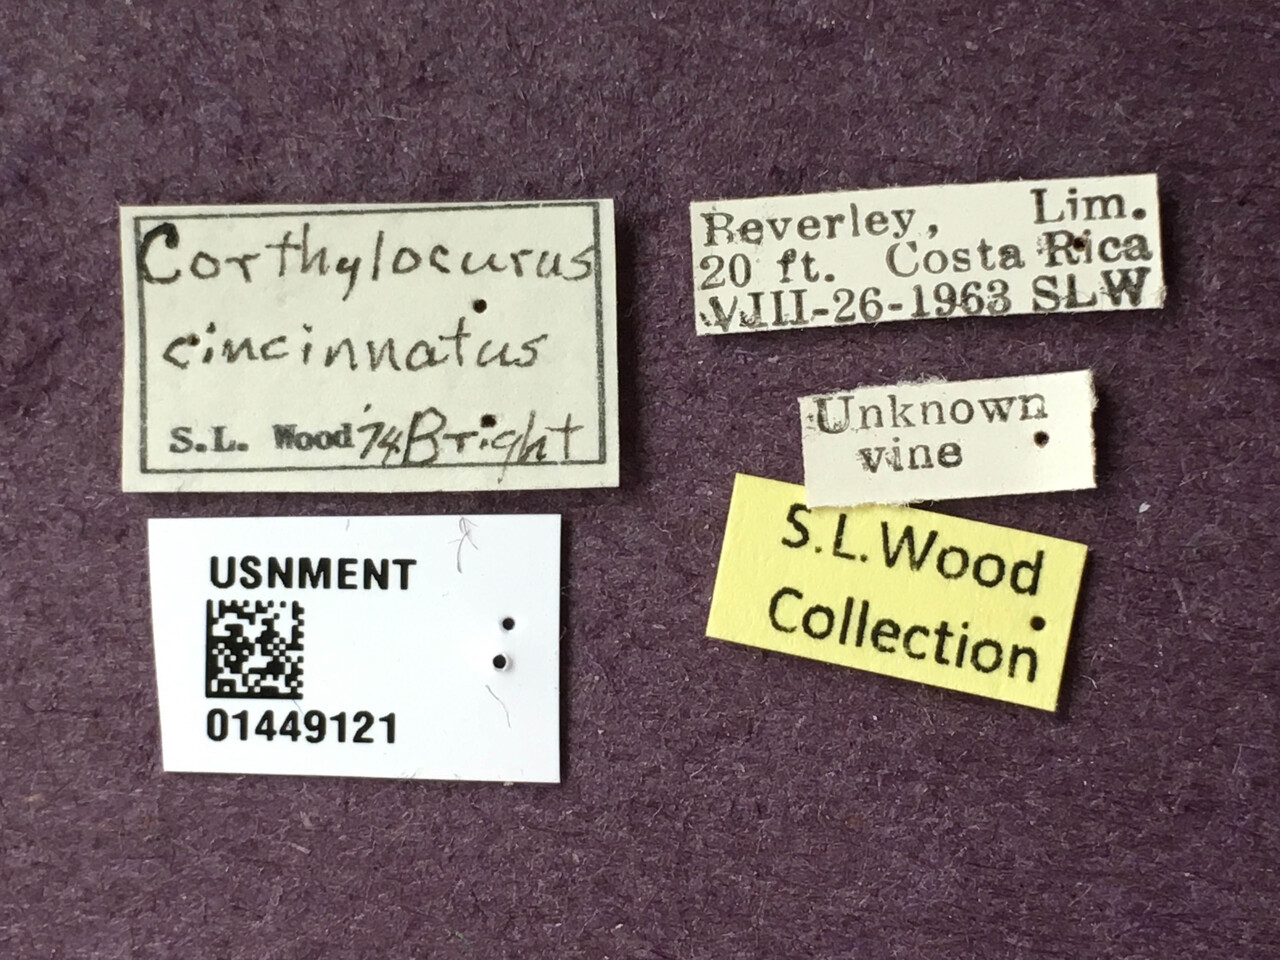 Corthylocurus
cincinnatus
S.L. Wood '74 Bright
Beverley, Lim.
20 ft. Costa Rica
VIII-26-1963 SLW
Unknown
vine
S.L. Wood
Collection
USNMENT
01449121